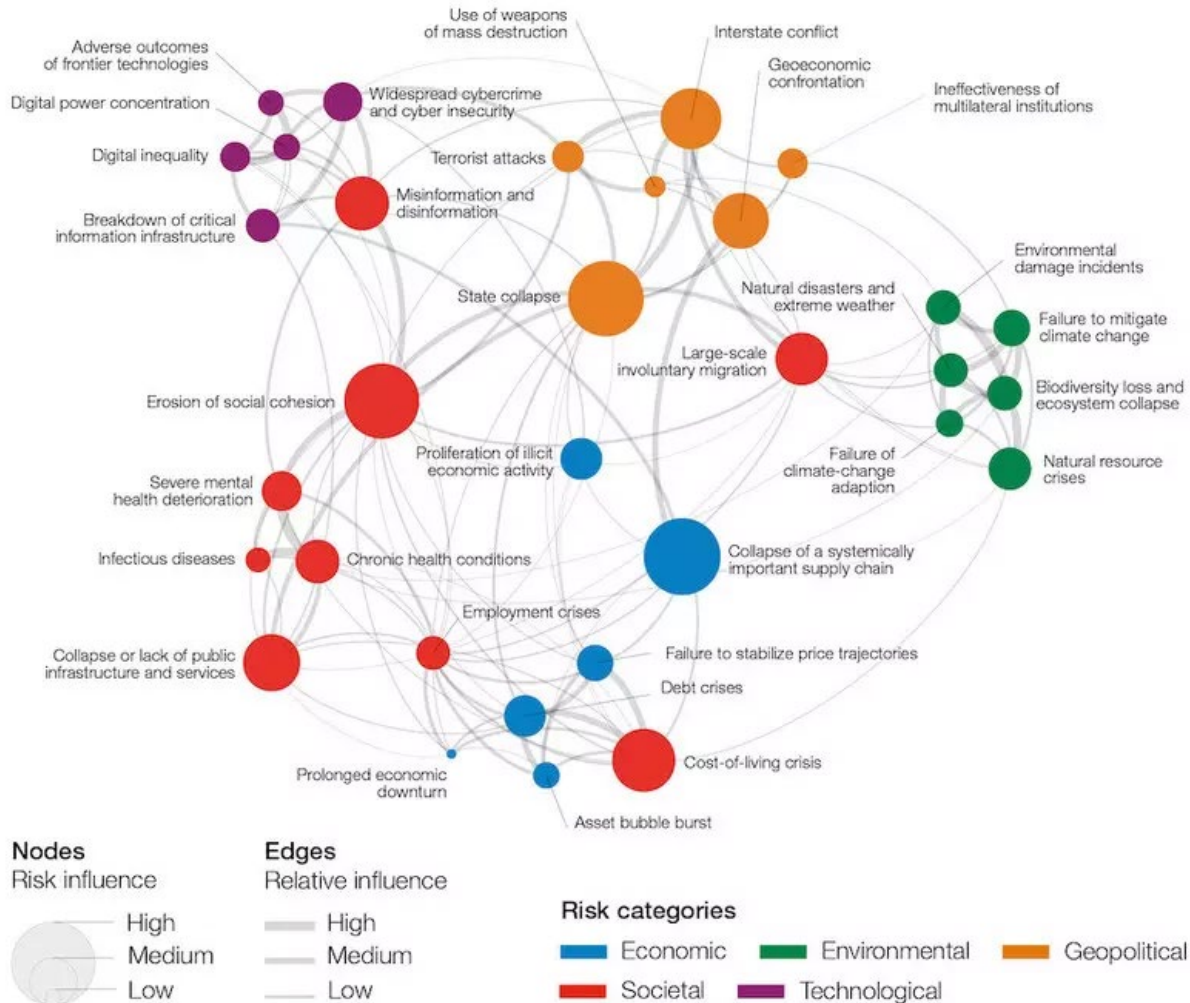 Use of weapons
of mass destruction
Interstate conflict
Adverse outcomes
of frontier technologies
Geoeconomic
confrontation
Digital power concentration
Widespread cybercrime
and cyber insecurity
Ineffectiveness of
multilateral institutions
Digital inequality
Terrorist attacks
Misinformation and
disinformation
Breakdown of critical
information infrastructure
Environmental
damage incidents
State collapse
Natural disasters and
extreme weather
Failure to mitigate
climate change
Large-scale
involuntary migration
Erosion of social cohesion
Biodiversity loss and
ecosystem collapse
Proliferation of illicit
economic activity
Failure of
climate-change
adaption
Natural resource
crises
Severe mental
health deterioration
Infectious diseases
Chronic health conditions
Collapse of a systemically
important supply chain
Employment crises
Collapse or lack of public
infrastructure and services
Failure to stabilize price trajectories
Debt crises
Prolonged economic
downturn
Cost-of-living crisis
Asset bubble burst
Nodes
Risk influence
High
Medium
Low
Edges
Relative influence
High
Medium
Low
Risk categories
Economic
Environmental
Geopolitical
Societal
Technological